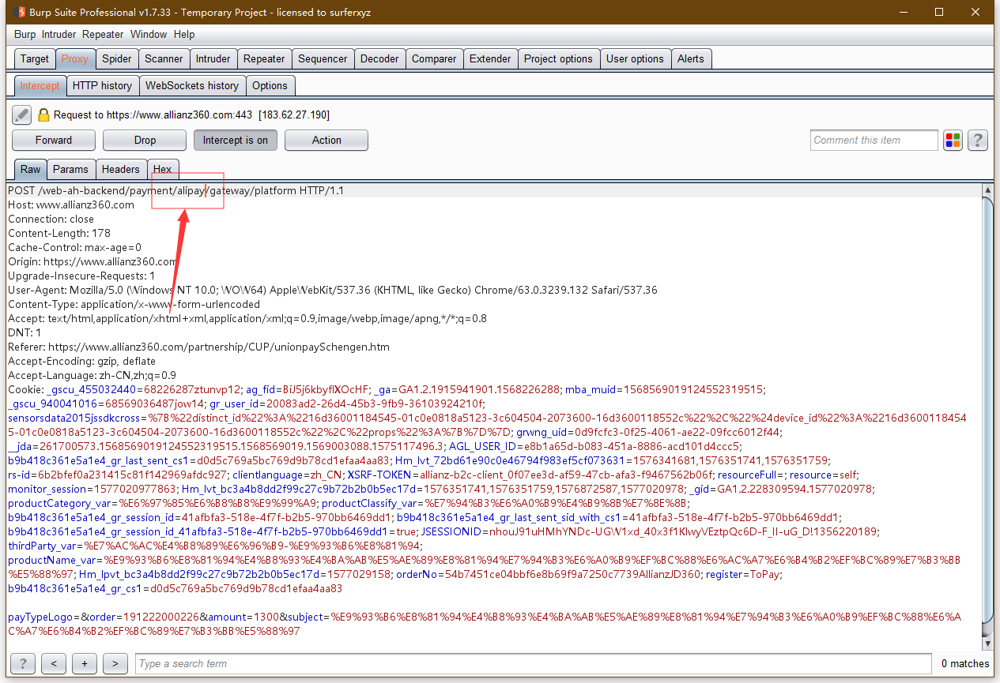 Burp Suite Professional v1.7.33 - Temporary Project - licensed to surferxyz
Burp Intruder Repeater Window Help
Target Proxy Spider Scanner Intruder Repeater Sequencer Decoder Comparer Extender Project options User options Alerts
Intercept HTTP history WebSockets history Options
Request to https://www.allianz360.com:443 [183.62.27.190]
Forward Drop Intercept is on Action Comment this item ?
Raw Params Headers Hex
POST /web-ah-backend/payment/alipay/gateway/platform HTTP/1.1
Host: www.allianz360.com
Connection: close
Content-Length: 178
Cache-Control: max-age=0
Origin: https://www.allianz360.com
Upgrade-Insecure-Requests: 1
User-Agent: Mozilla/5.0 (Windows NT 10.0; WOW64) AppleWebKit/537.36 (KHTML, like Gecko) Chrome/63.0.3239.132 Safari/537.36
Content-Type: application/x-www-form-urlencoded
Accept: text/html,application/xhtml+xml,application/xml;q=0.9,image/webp,image/apng,*/*;q=0.8
DNT: 1
Referer: https://www.allianz360.com/partnership/CUP/unionpaySchengen.htm
Accept-Encoding: gzip, deflate
Accept-Language: zh-CN,zh;q=0.9
Cookie: _gscu_455032440=68226287ztunvp12; ag_fid=BiJ5j6kbyflXOcHF; _ga=GA1.2.1915941901.1568226288; mba_muid=1568569019124552319515;
_gscu_940041016=68569036487jow14; gr_user_id=20083ad2-26d4-45b3-9fb9-36103924210f;
sensorsdata2015jssdkcross=%7B%22distinct_id%22%3A%2216d36001184545-01c0e0818a5123-3c604504-2073600-16d3600118552c%22%2C%22%24device_id%22%3A%2216d3600118454
5-01c0e0818a5123-3c604504-2073600-16d3600118552c%22%2C%22props%22%3A%7B%7D%7D; grwng_uid=0d9fcfc3-0f25-4061-ae22-09fcc6012f44;
__jda=261700573.1568569019124552319515.1568569019.1569003088.1575117496.3; AGL_USER_ID=e8b1a65d-b083-451a-8886-acd101d4ccc5;
b9b418c361e5a1e4_gr_last_sent_cs1=d0d5c769a5bc769d9b78cd1efaa4aa83; Hm_lvt_72bd61e90c0e46794f983ef5cf073631=1576341681,1576351741,1576351759;
rs-id=6b2bfef0a231415c81f142969afdc927; clientlanguage=zh_CN; XSRF-TOKEN=allianz-b2c-client_0f07ee3d-af59-47cb-afa3-f9467562b06f; resourceFull=; resource=self;
monitor_session=1577020977863; Hm_lvt_bc3a4b8dd2f99c27c9b72b2b0b5ec17d=1576351741,1576351759,1576872587,1577020978; _gid=GA1.2.228309594.1577020978;
productCategory_var=%E6%97%85%E6%B8%B8%E9%99%A9; productClassify_var=%E7%94%B3%E6%A0%B9%E4%B9%8B%E7%8E%8B;
b9b418c361e5a1e4_gr_session_id=41afbfa3-518e-4f7f-b2b5-970bb6469dd1; b9b418c361e5a1e4_gr_last_sent_sid_with_cs1=41afbfa3-518e-4f7f-b2b5-970bb6469dd1;
b9b418c361e5a1e4_gr_session_id_41afbfa3-518e-4f7f-b2b5-970bb6469dd1=true; JSESSIONID=nhouJ91uHMhYNDc-UGW1xd_40x3f1KlwyVEztpQc6D-F_II-uG_D!1356220189;
thirdParty_var=%E7%AC%AC%E4%B8%89%E6%96%B9-%E9%93%B6%E8%81%94;
productName_var=%E9%93%B6%E8%81%94%E4%B8%93%E4%BA%AB%E5%AE%89%E8%81%94%E7%94%B3%E6%A0%B9%EF%BC%88%E6%AC%A7%E6%B4%B2%EF%BC%89%E7%B3%BB
%E5%88%97; Hm_lpvt_bc3a4b8dd2f99c27c9b72b2b0b5ec17d=1577029158; orderNo=54b7451ce04bbf6e8b69f9a7250c7739AllianzJD360; register=ToPay;
b9b418c361e5a1e4_gr_cs1=d0d5c769a5bc769d9b78cd1efaa4aa83
payTypeLogo=&order=191222000226&amount=1300&subject=%E9%93%B6%E8%81%94%E4%B8%93%E4%BA%AB%E5%AE%89%E8%81%94%E7%94%B3%E6%A0%B9%EF%BC%88%E6%A
C%A7%E6%B4%B2%EF%BC%89%E7%B3%BB%E5%88%97
? < + > Type a search term 0 matches